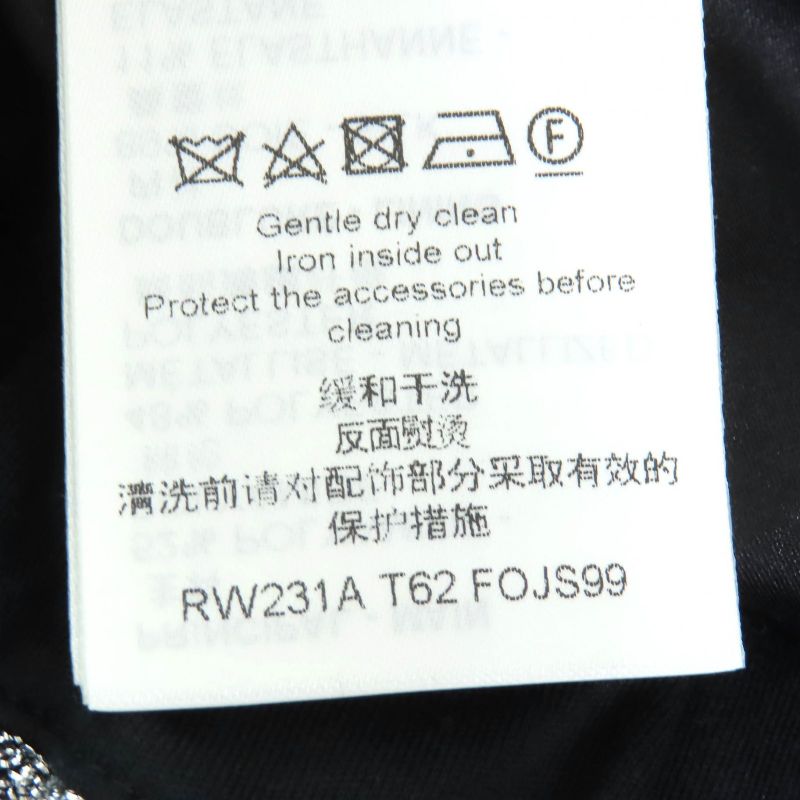 F
Gentle dry clean
Iron inside out
Protect the accessories before
cleaning
缓和干洗
反面熨烫
清洗前请对配饰部分采取有效的
保护措施
RW231A T62 FOJS99